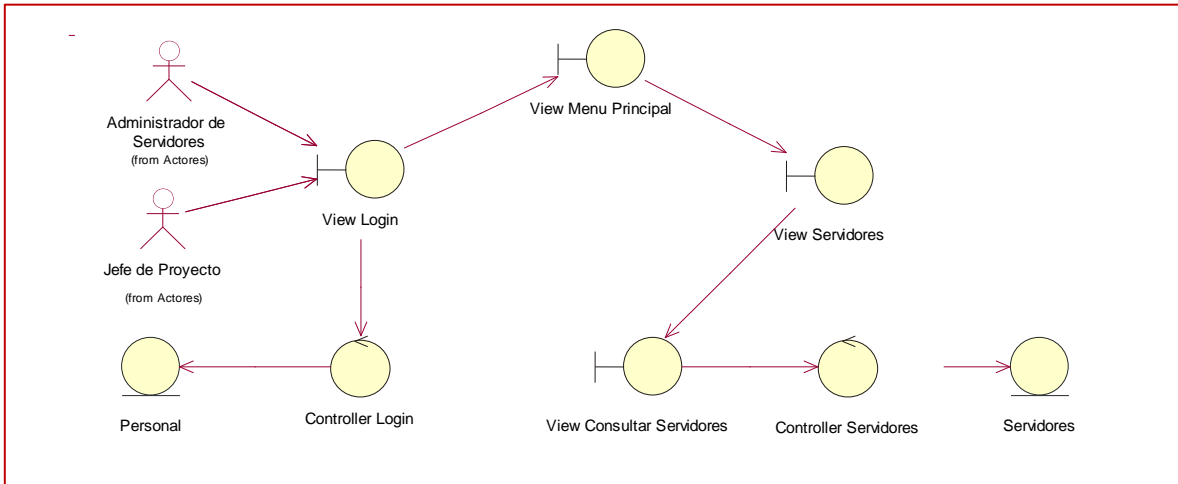 Administrador de
Servidores
(from Actores)
Jefe de Proyecto
(from Actores)
View Login
View Menu Principal
View Servidores
Personal
Controller Login
View Consultar Servidores
Controller Servidores
Servidores